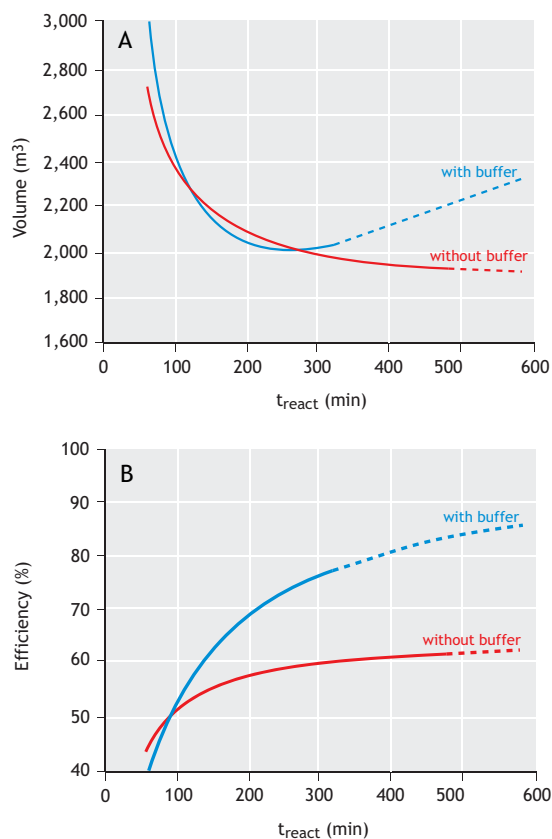 A
3,000
2,800
2,600
2,400
2,200
2,000
1,800
1,600
Volume (m³)
with buffer
without buffer
0 100 200 300 400 500 600
t_react (min)
B
100
90
80
70
60
50
40
Efficiency (%)
with buffer
without buffer
0 100 200 300 400 500 600
t_react (min)